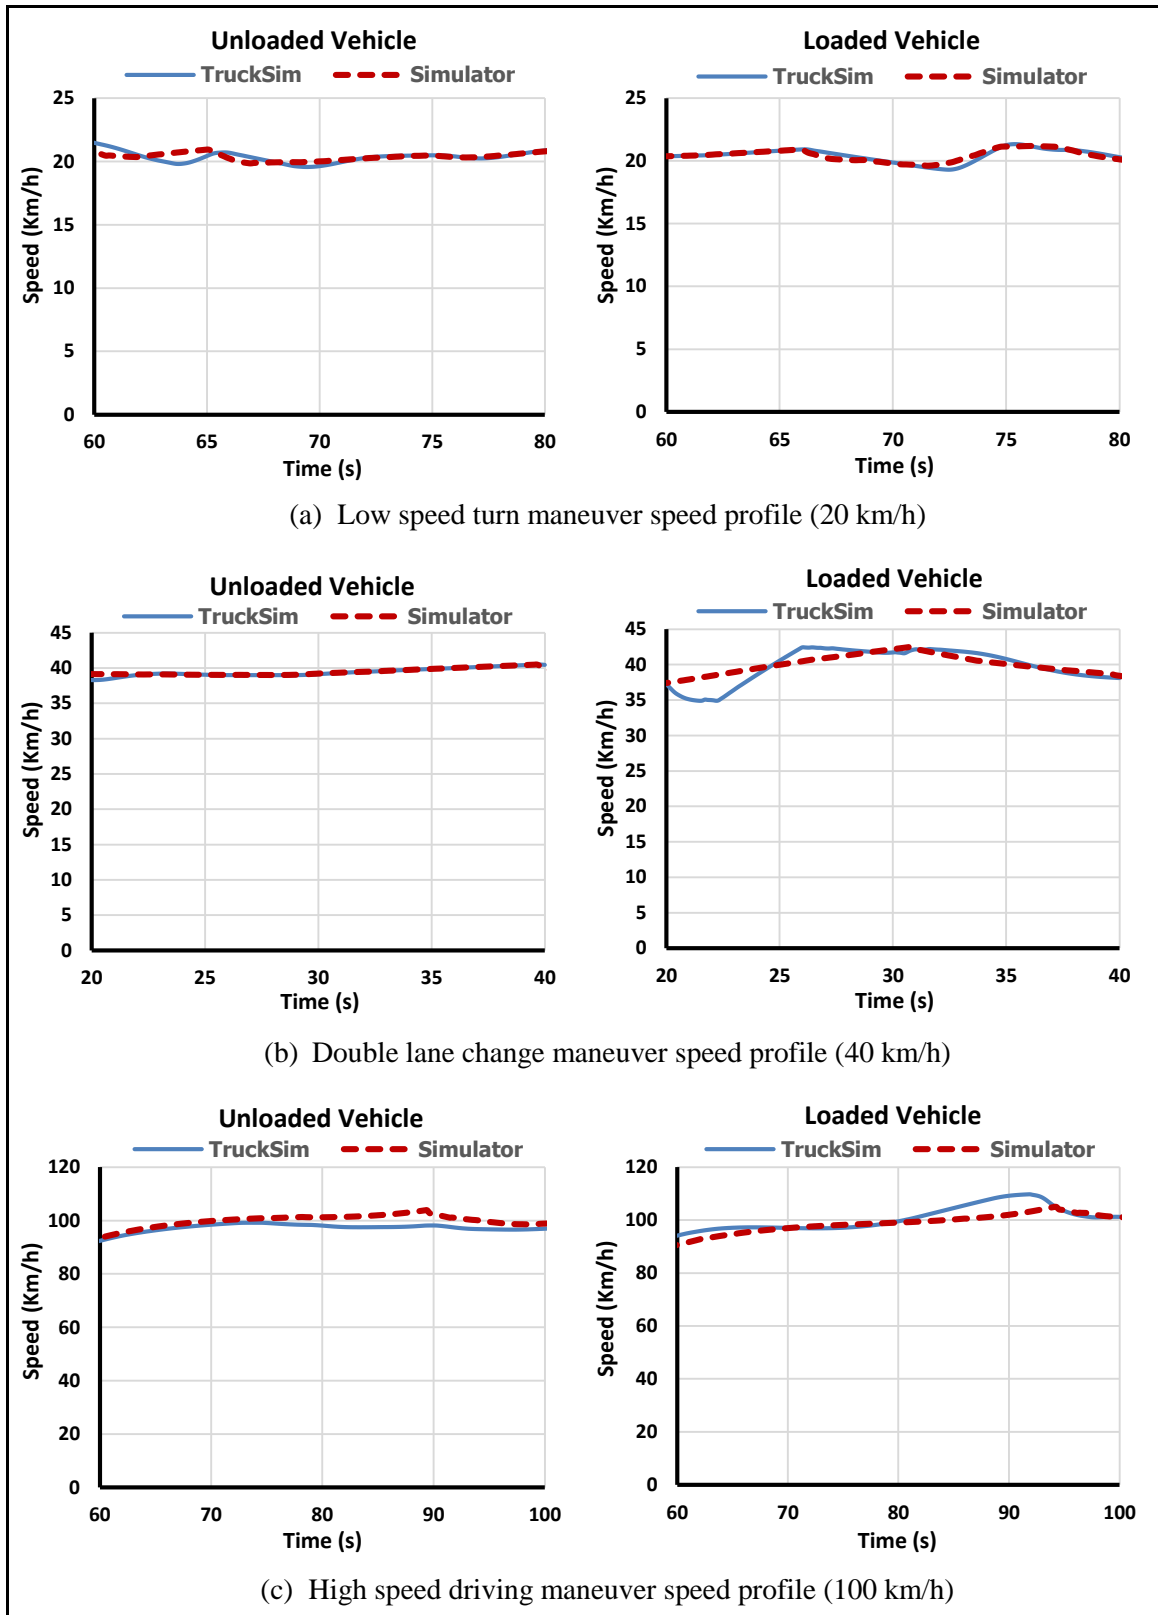 Unloaded Vehicle
TruckSim Simulator
Speed (Km/h)
25
20
15
10
5
0
60 65 70 75 80
Time (s)
Loaded Vehicle
TruckSim Simulator
Speed (Km/h)
25
20
15
10
5
0
60 65 70 75 80
Time (s)
(a) Low speed turn maneuver speed profile (20 km/h)
Unloaded Vehicle
TruckSim Simulator
Speed (Km/h)
45
40
35
30
25
20
15
10
5
0
20 25 30 35 40
Time (s)
Loaded Vehicle
TruckSim Simulator
Speed (Km/h)
45
40
35
30
25
20
15
10
5
0
20 25 30 35 40
Time (s)
(b) Double lane change maneuver speed profile (40 km/h)
Unloaded Vehicle
TruckSim Simulator
Speed (Km/h)
120
100
80
60
40
20
0
60 70 80 90 100
Time (s)
Loaded Vehicle
TruckSim Simulator
Speed (Km/h)
120
100
80
60
40
20
0
60 70 80 90 100
Time (s)
(c) High speed driving maneuver speed profile (100 km/h)